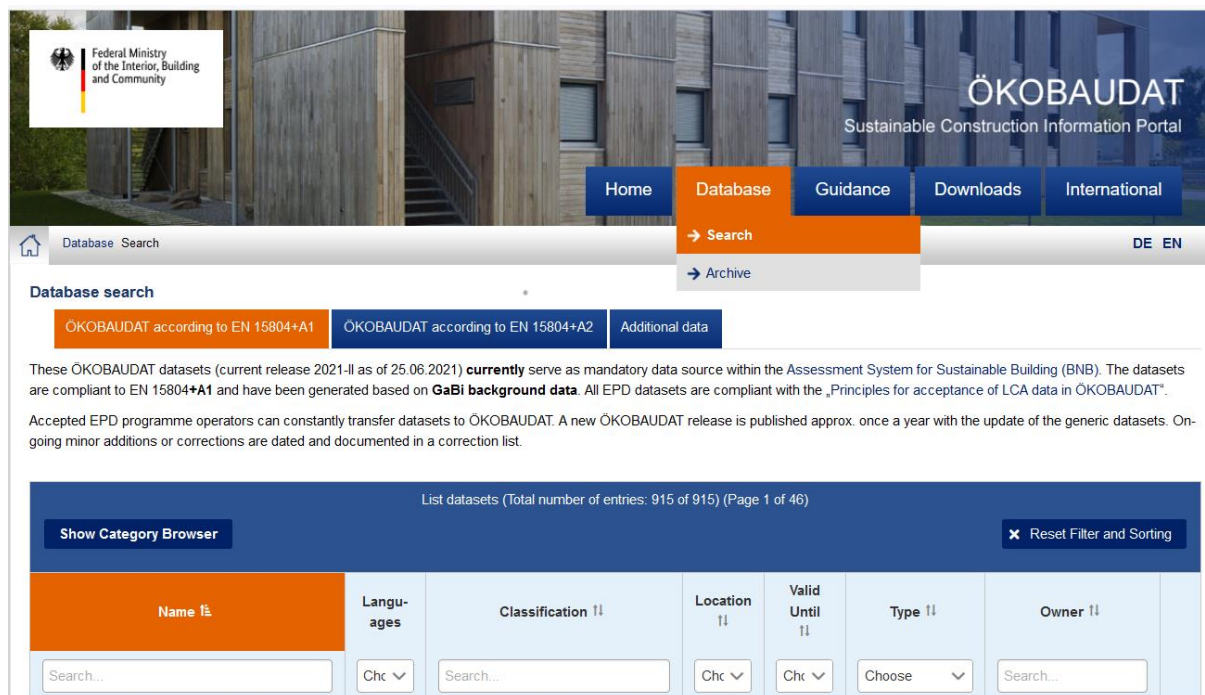 Federal Ministry
of the Interior, Building
and Community
ÖKOBAUDAT
Sustainable Construction Information Portal
Home Database Guidance Downloads International
Database Search
→ Search
DE EN
→ Archive
Database search
ÖKOBAUDAT according to EN 15804+A1 ÖKOBAUDAT according to EN 15804+A2 Additional data
These ÖKOBAUDAT datasets (current release 2021-II as of 25.06.2021) currently serve as mandatory data source within the Assessment System for Sustainable Building (BNB). The datasets
are compliant to EN 15804+A1 and have been generated based on GaBi background data. All EPD datasets are compliant with the „Principles for acceptance of LCA data in ÖKOBAUDAT“.
Accepted EPD programme operators can constantly transfer datasets to ÖKOBAUDAT. A new ÖKOBAUDAT release is published approx. once a year with the update of the generic datasets. On-
going minor additions or corrections are dated and documented in a correction list.
List datasets (Total number of entries: 915 of 915) (Page 1 of 46)
Show Category Browser
Reset Filter and Sorting
Name
Langu-
ages
Classification
Location
Valid
Until
Type
Owner
Search... Chc Search... Chc Chc Choose Search...